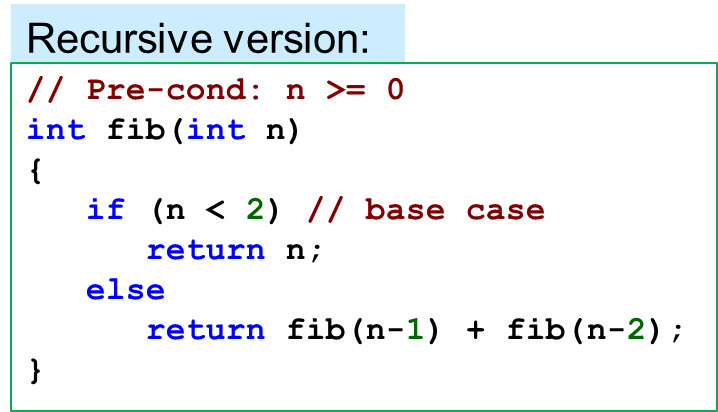 Recursive version:
// Pre-cond: n >= 0
int fib(int n)
{
   if (n < 2) // base case
      return n;
   else
      return fib(n-1) + fib(n-2);
}